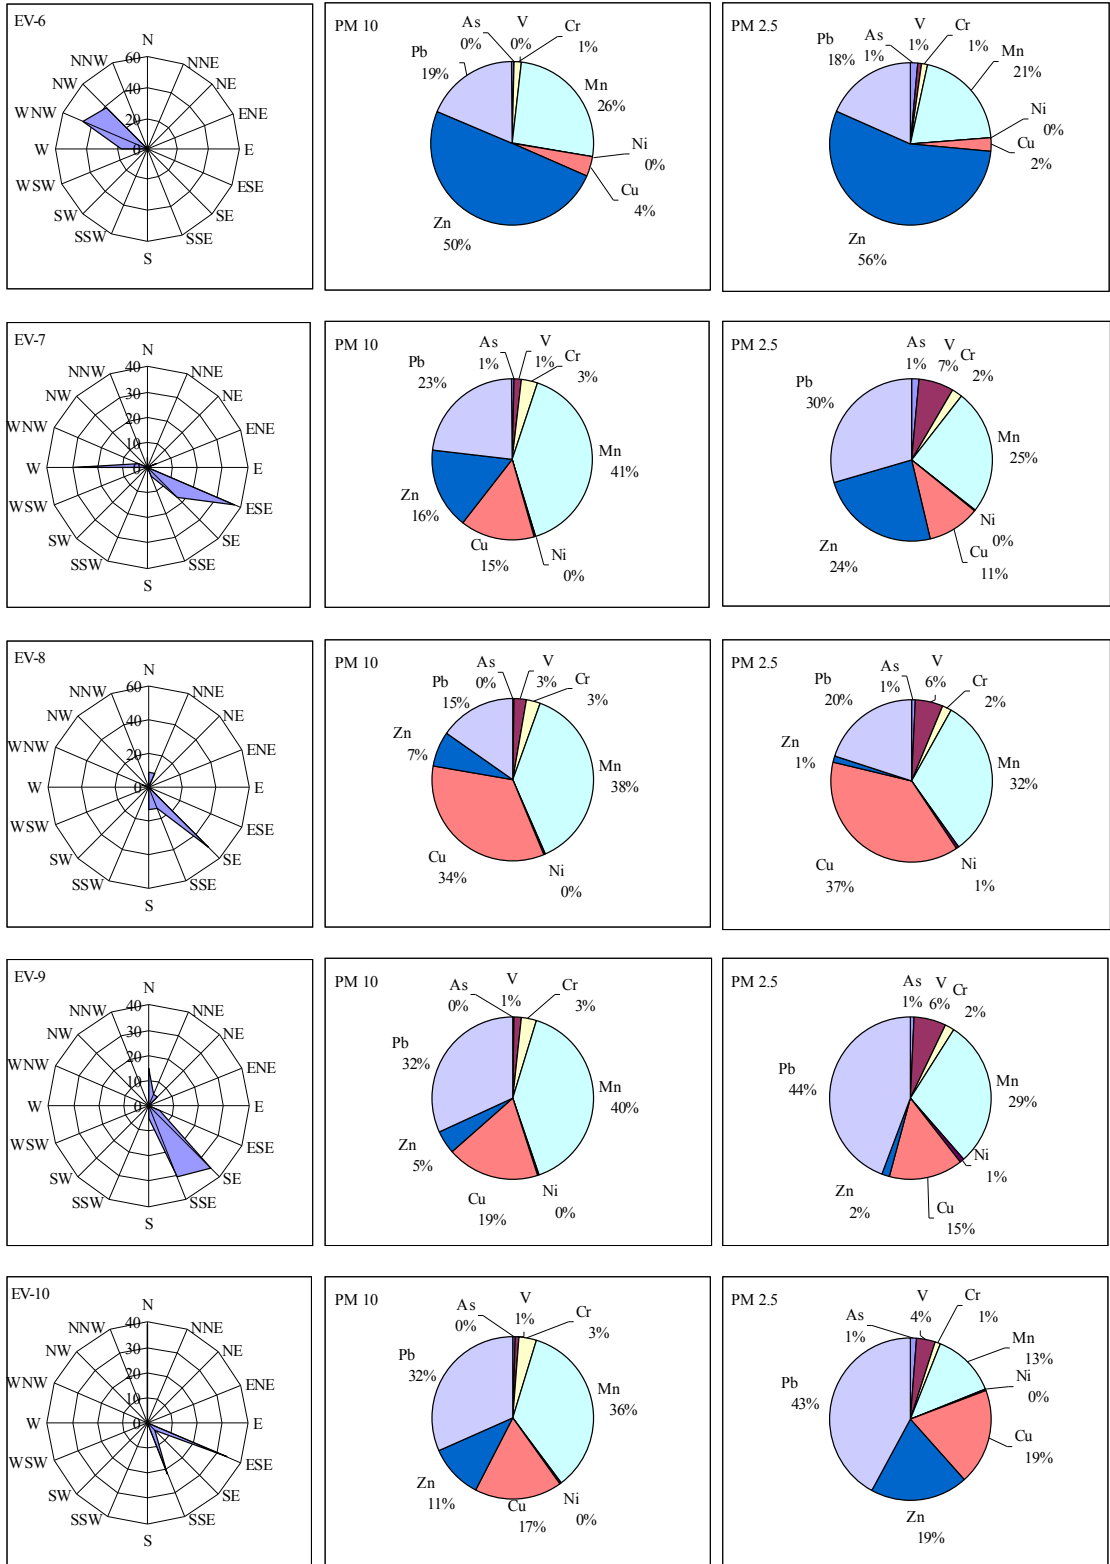 EV-6
N
NNE
NE
ENE
E
ESE
SE
SSE
S
SSW
SW
WSW
W
WNW
NW
NNW
60
40
20
0
PM 10
As
0%
V
0%
Cr
1%
Mn
26%
Ni
0%
Cu
4%
Zn
50%
Pb
19%
PM 2.5
As
1%
V
1%
Cr
1%
Mn
21%
Ni
0%
Cu
2%
Zn
56%
Pb
18%
EV-7
N
NNE
NE
ENE
E
ESE
SE
SSE
S
SSW
SW
WSW
W
WNW
NW
NNW
40
30
20
10
0
PM 10
As
1%
V
1%
Cr
3%
Mn
41%
Ni
0%
Cu
15%
Zn
16%
Pb
23%
PM 2.5
As
1%
V
7%
Cr
2%
Mn
25%
Ni
0%
Cu
11%
Zn
24%
Pb
30%
EV-8
N
NNE
NE
ENE
E
ESE
SE
SSE
S
SSW
SW
WSW
W
WNW
NW
NNW
60
40
20
0
PM 10
As
0%
V
3%
Cr
3%
Mn
38%
Ni
0%
Cu
34%
Zn
7%
Pb
15%
PM 2.5
As
1%
V
6%
Cr
2%
Mn
32%
Ni
1%
Cu
37%
Zn
1%
Pb
20%
EV-9
N
NNE
NE
ENE
E
ESE
SE
SSE
S
SSW
SW
WSW
W
WNW
NW
NNW
40
30
20
10
0
PM 10
As
0%
V
1%
Cr
3%
Mn
40%
Ni
0%
Cu
19%
Zn
5%
Pb
32%
PM 2.5
As
1%
V
6%
Cr
2%
Mn
29%
Ni
1%
Cu
15%
Zn
2%
Pb
44%
EV-10
N
NNE
NE
ENE
E
ESE
SE
SSE
S
SSW
SW
WSW
W
WNW
NW
NNW
40
30
20
10
0
PM 10
As
0%
V
1%
Cr
3%
Mn
36%
Ni
0%
Cu
17%
Zn
11%
Pb
32%
PM 2.5
As
1%
V
4%
Cr
1%
Mn
13%
Ni
0%
Cu
19%
Zn
19%
Pb
43%